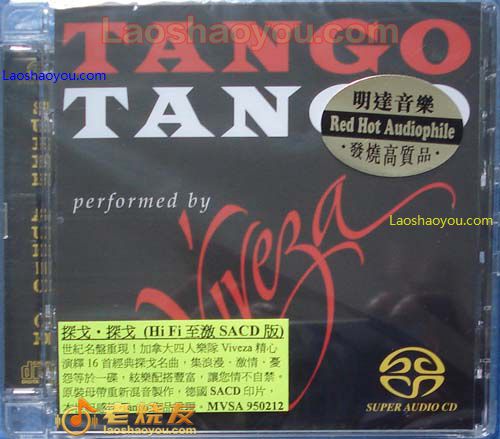 Laoshaoyou.com
TANGO
Laoshaoyou.com
TANGO
明達音樂
Red Hot Audiophile
發燒高質品
performed by
Laoshaoyou.com
Viveza
探戈・探戈 (Hi Fi 至激 SACD 版)
世紀名盤重現！加拿大四人樂隊 Viveza 精心
演繹 16 首經典探戈名曲，集浪漫、激情、憂
怨等於一碟，絃樂配搭豐富，讓您情不自禁。
原裝母帶重新混音製作，德國 SACD 印片，
MVSA 950212
老烧友
SUPER AUDIO CD